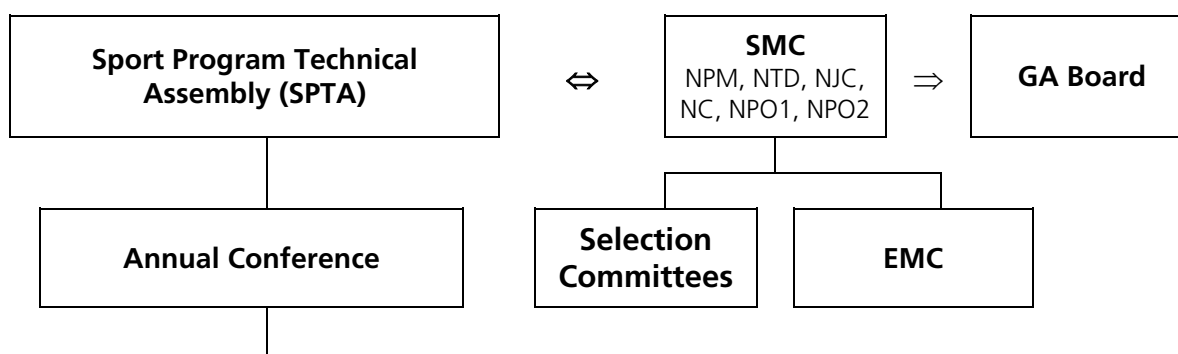 Sport Program Technical
Assembly (SPTA)
⇔
SMC
NPM, NTD, NJC,
NC, NPO1, NPO2
⇒
GA Board
Annual Conference
Selection
Committees
EMC